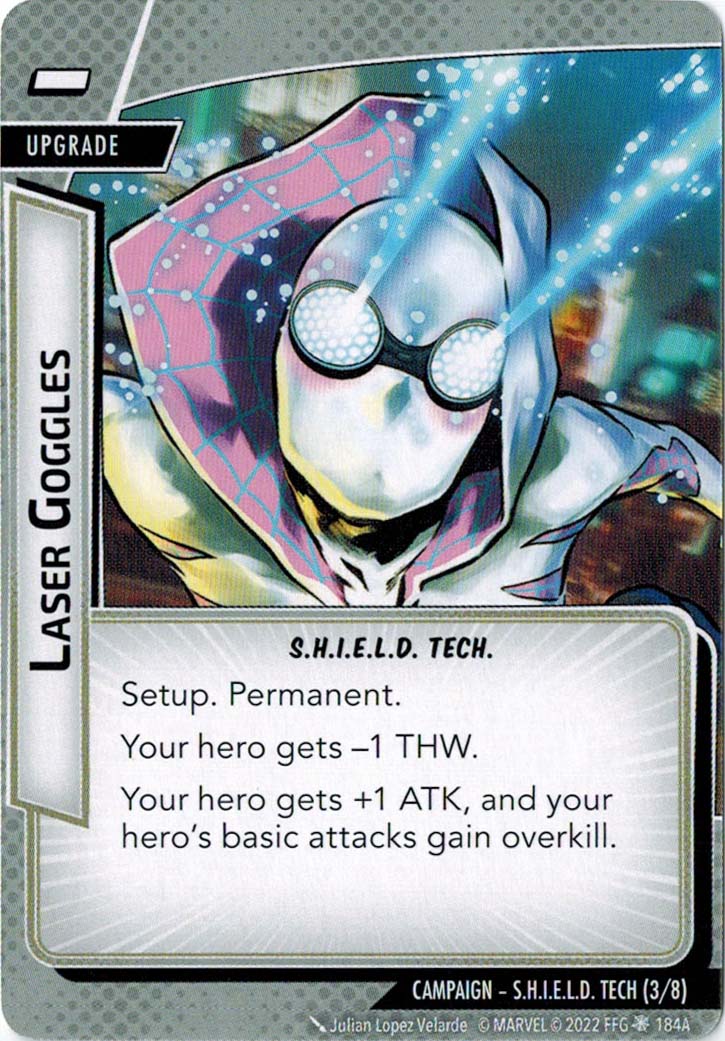 UPGRADE
LASER GOGGLES
S.H.I.E.L.D. TECH.
Setup. Permanent.
Your hero gets –1 THW.
Your hero gets +1 ATK, and your
hero's basic attacks gain overkill.
CAMPAIGN – S.H.I.E.L.D. TECH (3/8)
Julian Lopez Velarde © MARVEL © 2022 FFG 184A